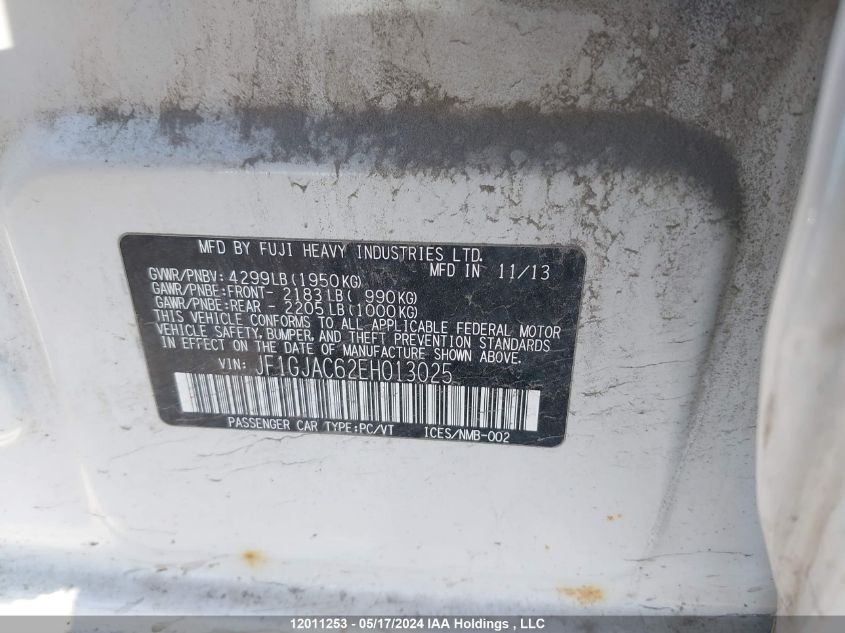 MFD BY FUJI HEAVY INDUSTRIES LTD.
MFD IN 11/13
GVWR/PNBV: 4299LB(1950KG)
GAWR/PNBE:FRONT- 2183LB( 990KG)
GAWR/PNBE:REAR - 2205LB(1000KG)
THIS VEHICLE CONFORMS TO ALL APPLICABLE FEDERAL MOTOR
VEHICLE SAFETY, BUMPER, AND THEFT PREVENTION STANDARDS
IN EFFECT ON THE DATE OF MANUFACTURE SHOWN ABOVE.
VIN: JF1GJAC62EH013025
PASSENGER CAR TYPE:PC/VT ICES/NMB-002
12011253 - 05/17/2024 IAA Holdings , LLC